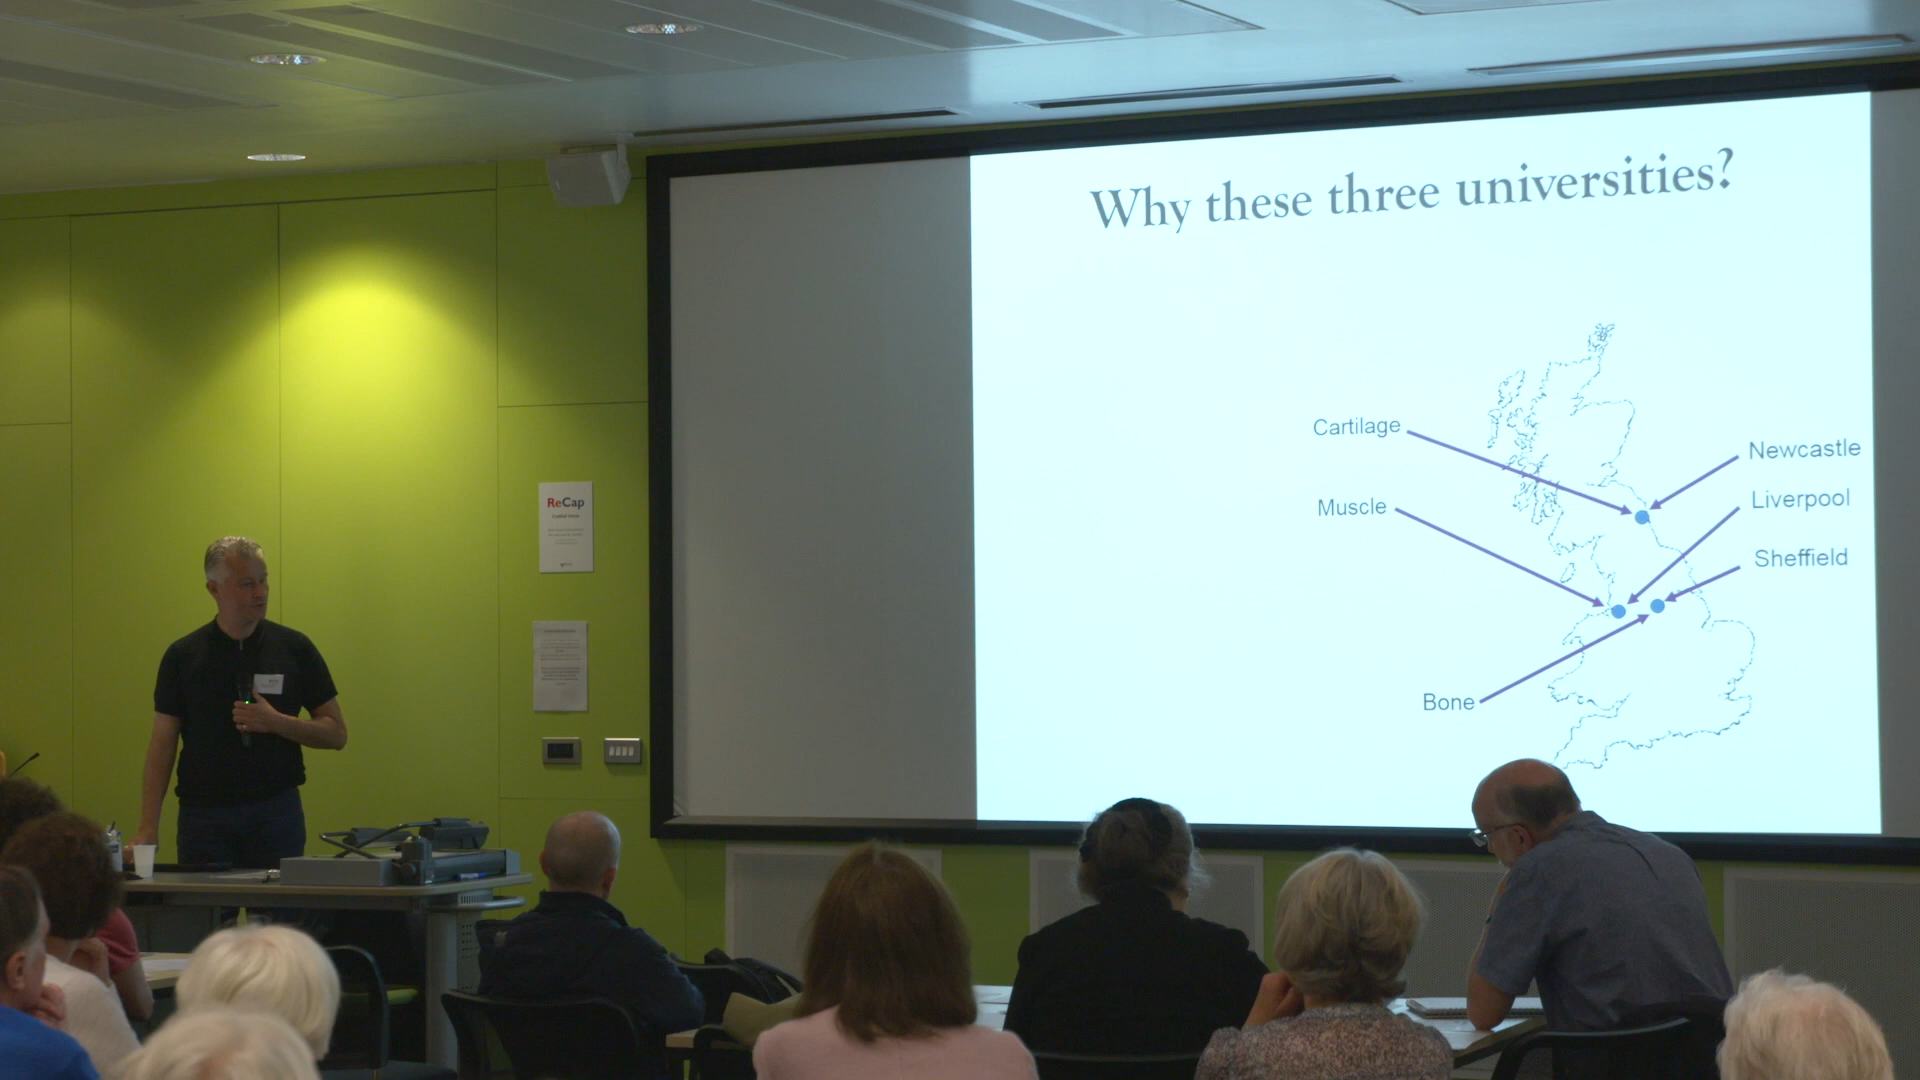 Why these three universities?
Cartilage
Newcastle
Muscle
Liverpool
Sheffield
Bone
ReCap